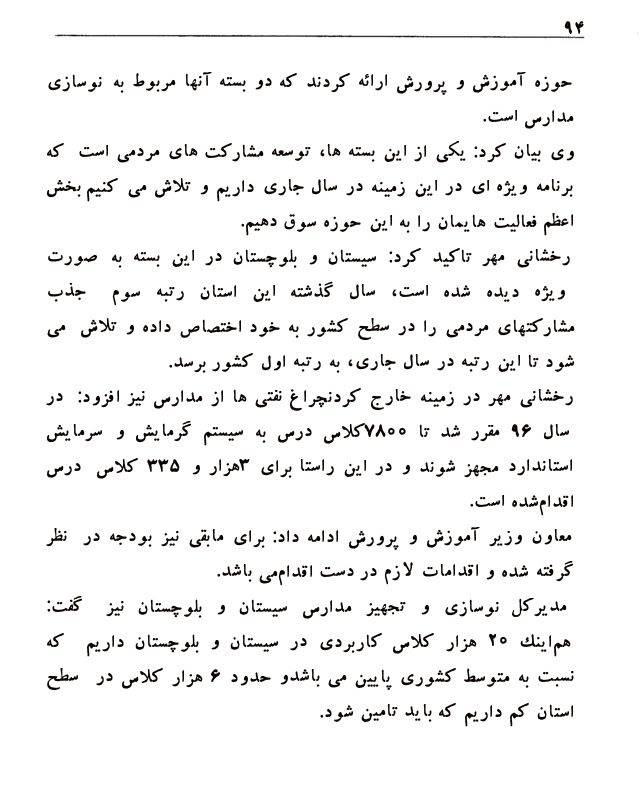 ۹۴
حوزه آموزش و پرورش ارائه کردند که دو بسته آنها مربوط به نوسازی
مدارس است.
وی بیان کرد: یکی از این بسته ها، توسعه مشارکت های مردمی است که
برنامه ویژه ای در این زمینه در سال جاری داریم و تلاش می کنیم بخش
اعظم فعالیت هایمان را به این حوزه سوق دهیم.
رخشانی مهر تاکید کرد: سیستان و بلوچستان در این بسته به صورت
ویژه دیده شده است، سال گذشته این استان رتبه سوم جذب
مشارکتهای مردمی را در سطح کشور به خود اختصاص داده و تلاش می
شود تا این رتبه در سال جاری، به رتبه اول کشور برسد.
رخشانی مهر در زمینه خارج کردنچراغ نفتی ها از مدارس نیز افزود: در
سال ۹۶ مقرر شد تا ۷۸۰۰کلاس درس به سیستم گرمایش و سرمایش
استاندارد مجهز شوند و در این راستا برای ۳هزار و ۳۳۵ کلاس درس
اقدام‌شده است.
معاون وزیر آموزش و پرورش ادامه داد: برای مابقی نیز بودجه در نظر
گرفته شده و اقدامات لازم در دست اقدام‌می باشد.
مدیرکل نوسازی و تجهیز مدارس سیستان و بلوچستان نیز گفت:
هم‌اینك ۲۰ هزار کلاس کاربردی در سیستان و بلوچستان داریم که
نسبت به متوسط کشوری پایین می باشدو حدود ۶ هزار کلاس در سطح
استان کم داریم که باید تامین شود.